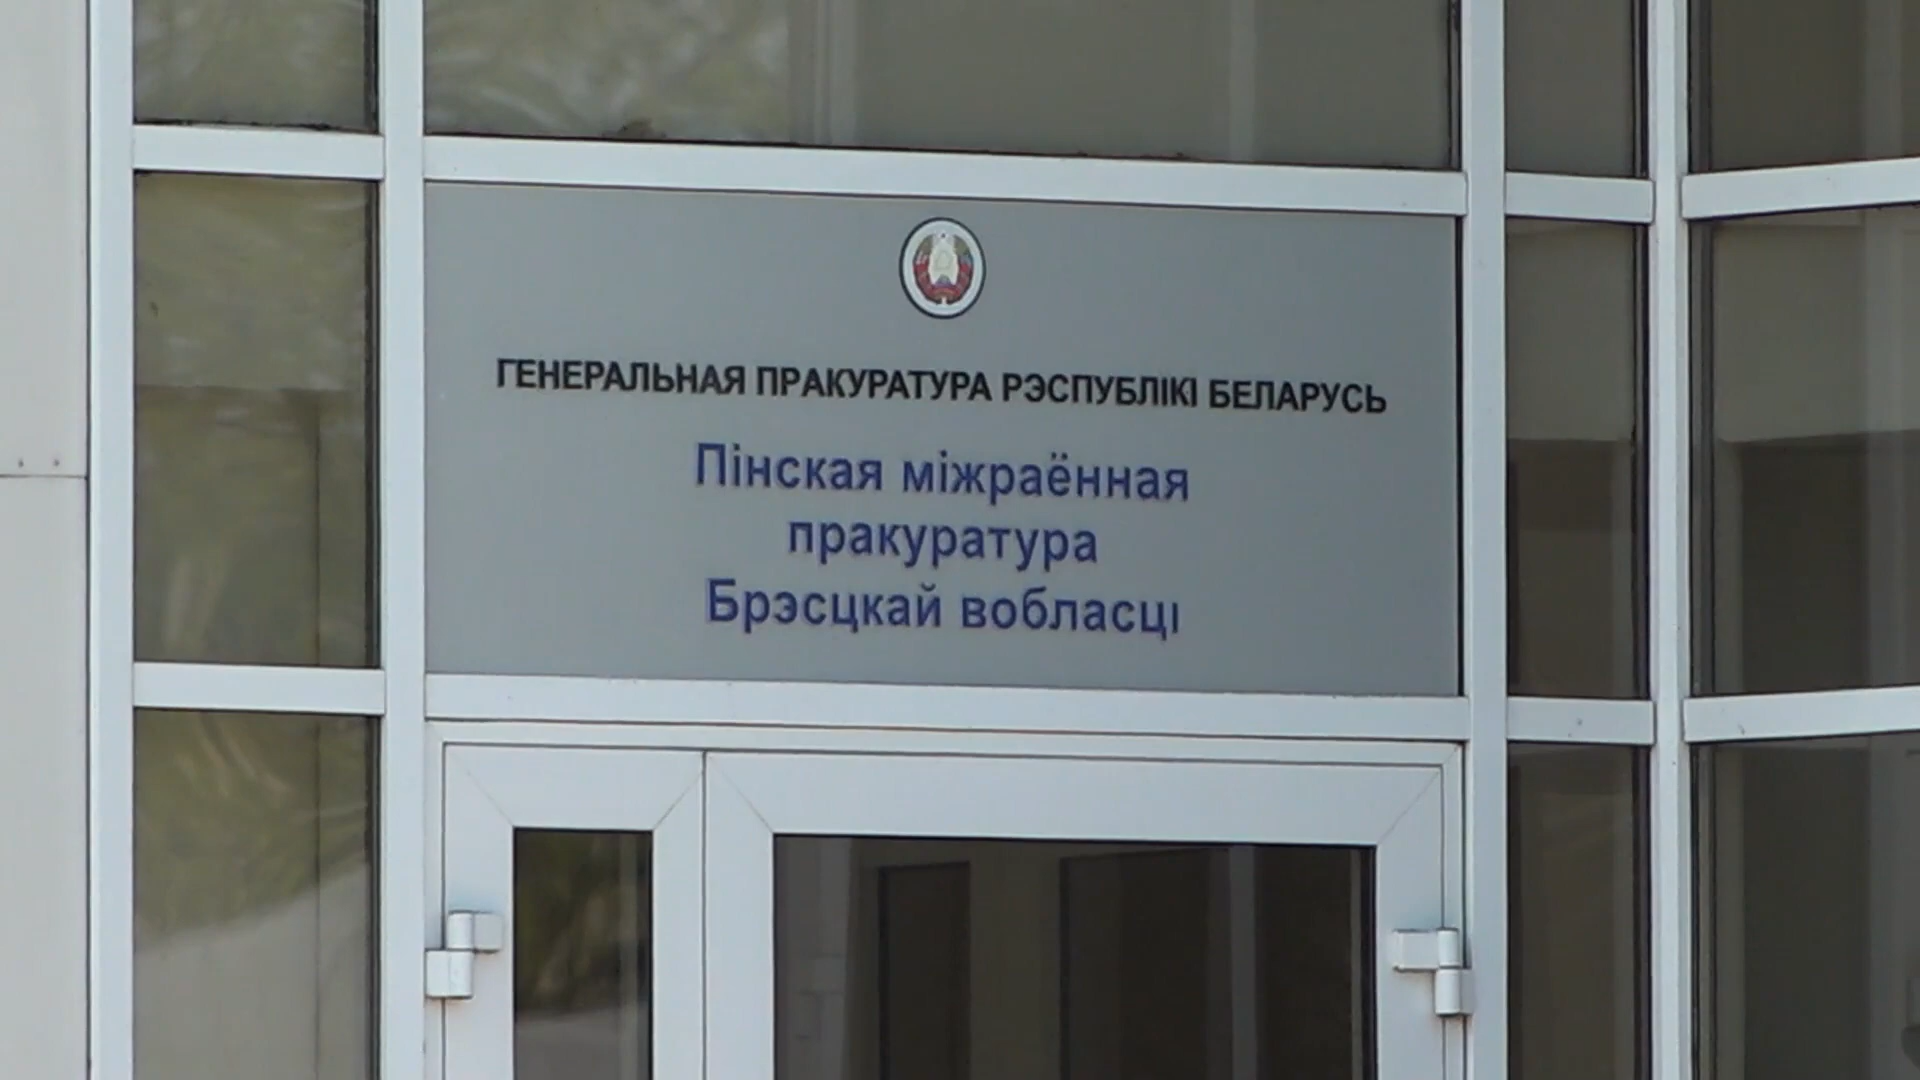 ГЕНЕРАЛЬНАЯ ПРАКУРАТУРА РЭСПУБЛІКІ БЕЛАРУСЬ
Пінская міжраённая
пракуратура
Брэсцкай вобласці